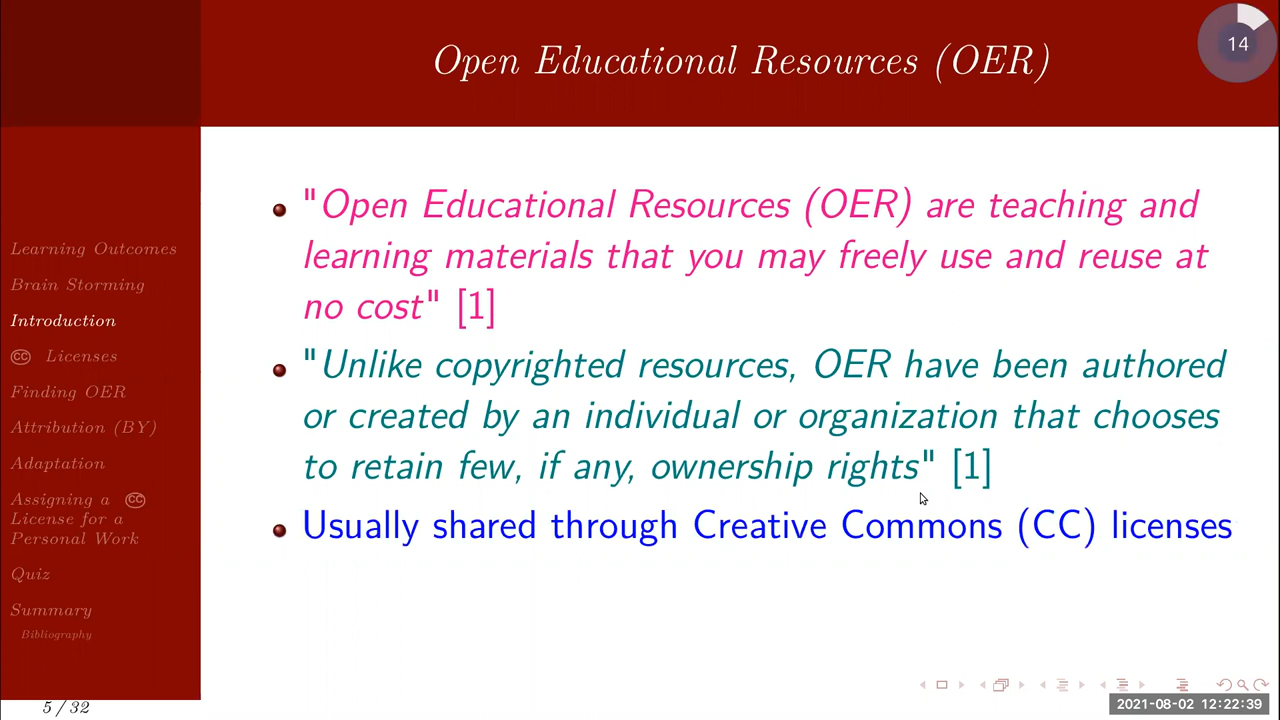 Open Educational Resources (OER)
14
Learning Outcomes
Brain Storming
Introduction
cc Licenses
Finding OER
Attribution (BY)
Adaptation
Assigning a cc
License for a
Personal Work
Quiz
Summary
Bibliography
"Open Educational Resources (OER) are teaching and
learning materials that you may freely use and reuse at
no cost" [1]
"Unlike copyrighted resources, OER have been authored
or created by an individual or organization that chooses
to retain few, if any, ownership rights" [1]
Usually shared through Creative Commons (CC) licenses
5 / 32
2021-08-02 12:22:39